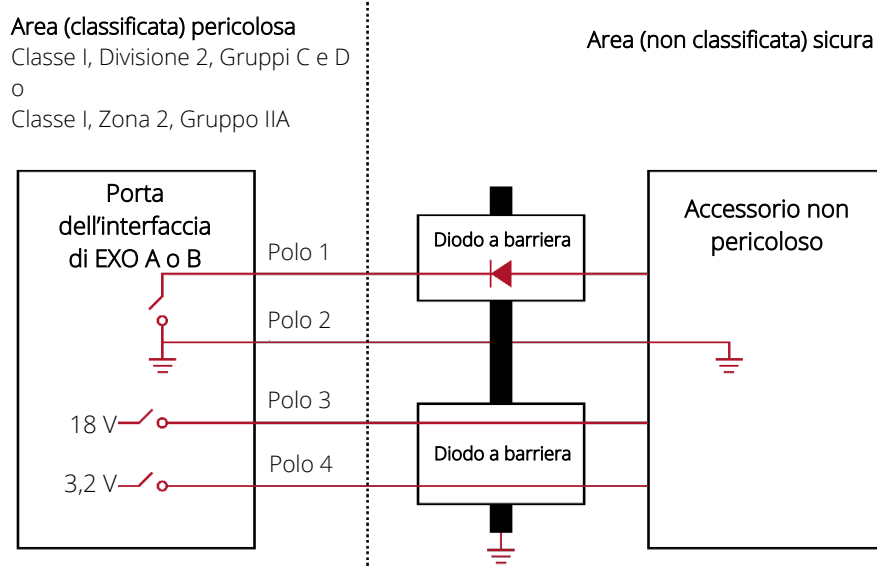 Area (classificata) pericolosa
Classe I, Divisione 2, Gruppi C e D
o
Classe I, Zona 2, Gruppo IIA
Area (non classificata) sicura
Porta
dell'interfaccia
di EXO A o B
Polo 1
Polo 2
Polo 3
Polo 4
18 V
3,2 V
Diodo a barriera
Diodo a barriera
Accessorio non
pericoloso